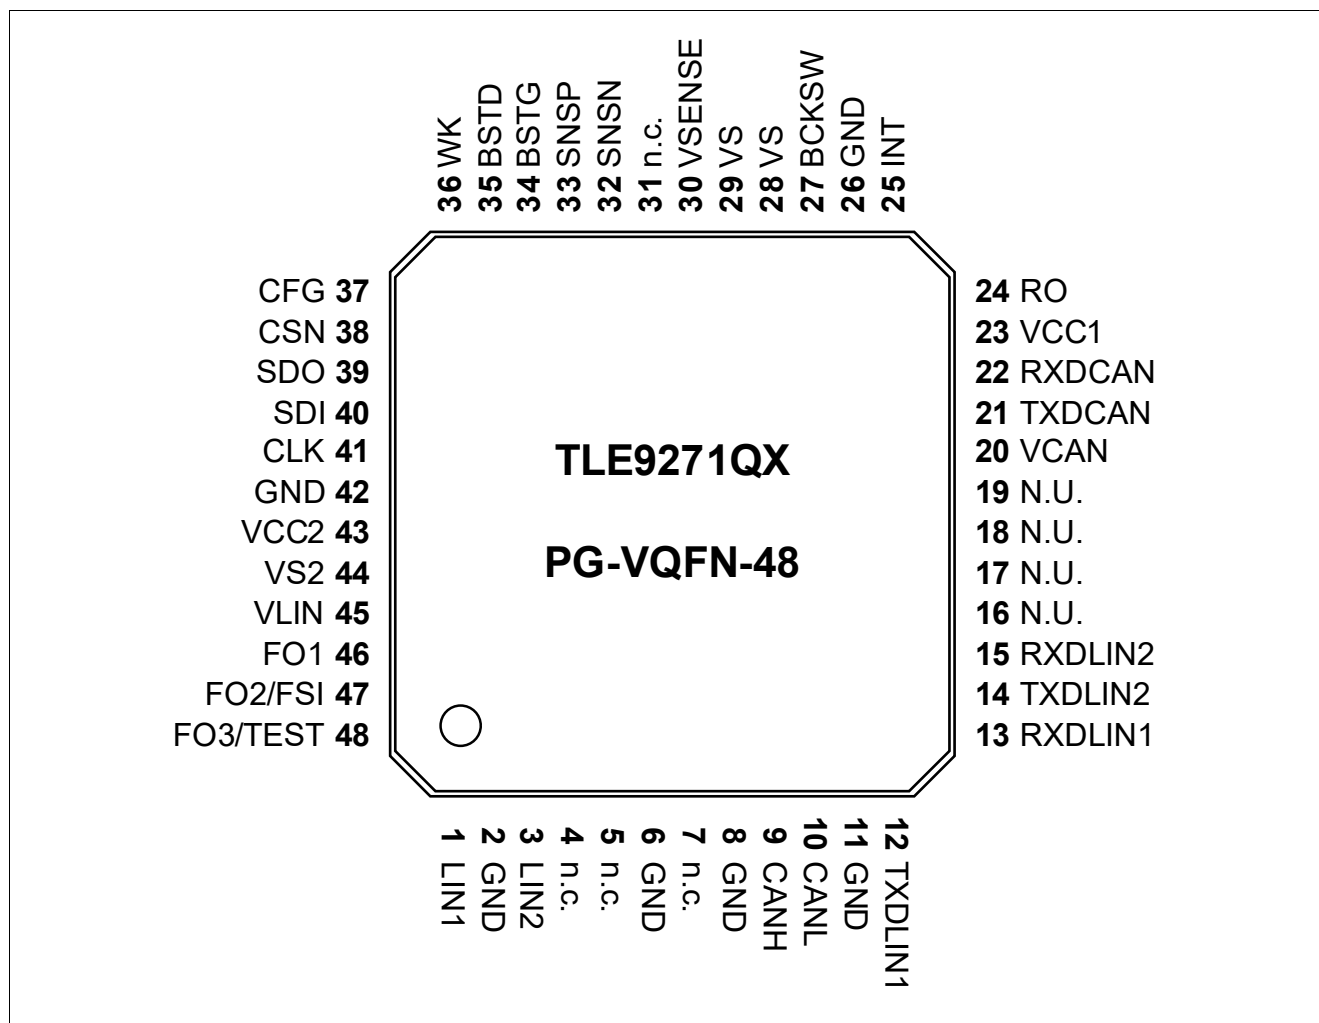 36 WK
35 BSTD
34 BSTG
33 SNSP
32 SNSN
31 n.c.
30 VSENSE
29 VS
28 VS
27 BCKSW
26 GND
25 INT
CFG 37
CSN 38
SDO 39
SDI 40
CLK 41
GND 42
VCC2 43
VS2 44
VLIN 45
FO1 46
FO2/FSI 47
FO3/TEST 48
TLE9271QX
PG-VQFN-48
24 RO
23 VCC1
22 RXDCAN
21 TXDCAN
20 VCAN
19 N.U.
18 N.U.
17 N.U.
16 N.U.
15 RXDLIN2
14 TXDLIN2
13 RXDLIN1
1 LIN1
2 GND
3 LIN2
4 n.c.
5 n.c.
6 GND
7 n.c.
8 GND
9 CANH
10 CANL
11 GND
12 TXDLIN1